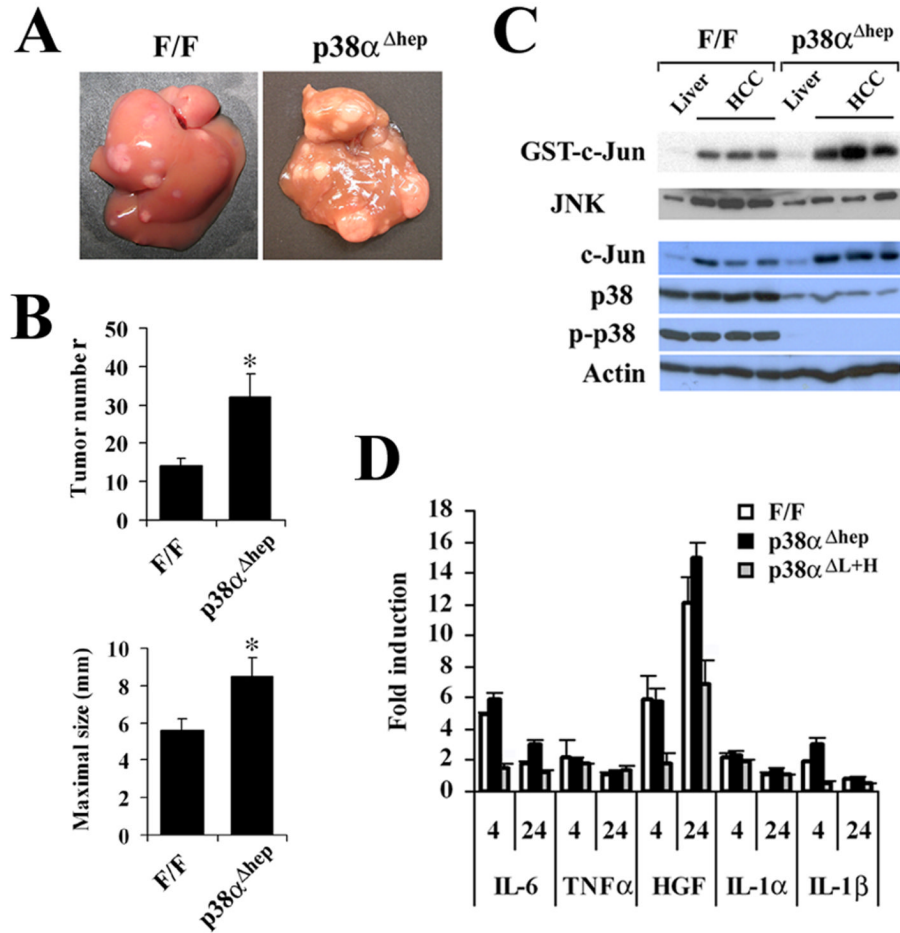 A
F/F
p38α Δhep
B
50
40
30
20
10
0
Tumor number
*
F/F
p38α Δhep
10
8
6
4
2
0
Maximal size (mm)
*
F/F
p38α Δhep
C
F/F p38α Δhep
Liver HCC Liver HCC
GST-c-Jun
JNK
c-Jun
p38
p-p38
Actin
D
18
16
14
12
10
8
6
4
2
0
Fold induction
F/F
p38α Δhep
p38α ΔL+H
4 24 4 24 4 24 4 24 4 24
IL-6 TNFα HGF IL-1α IL-1β